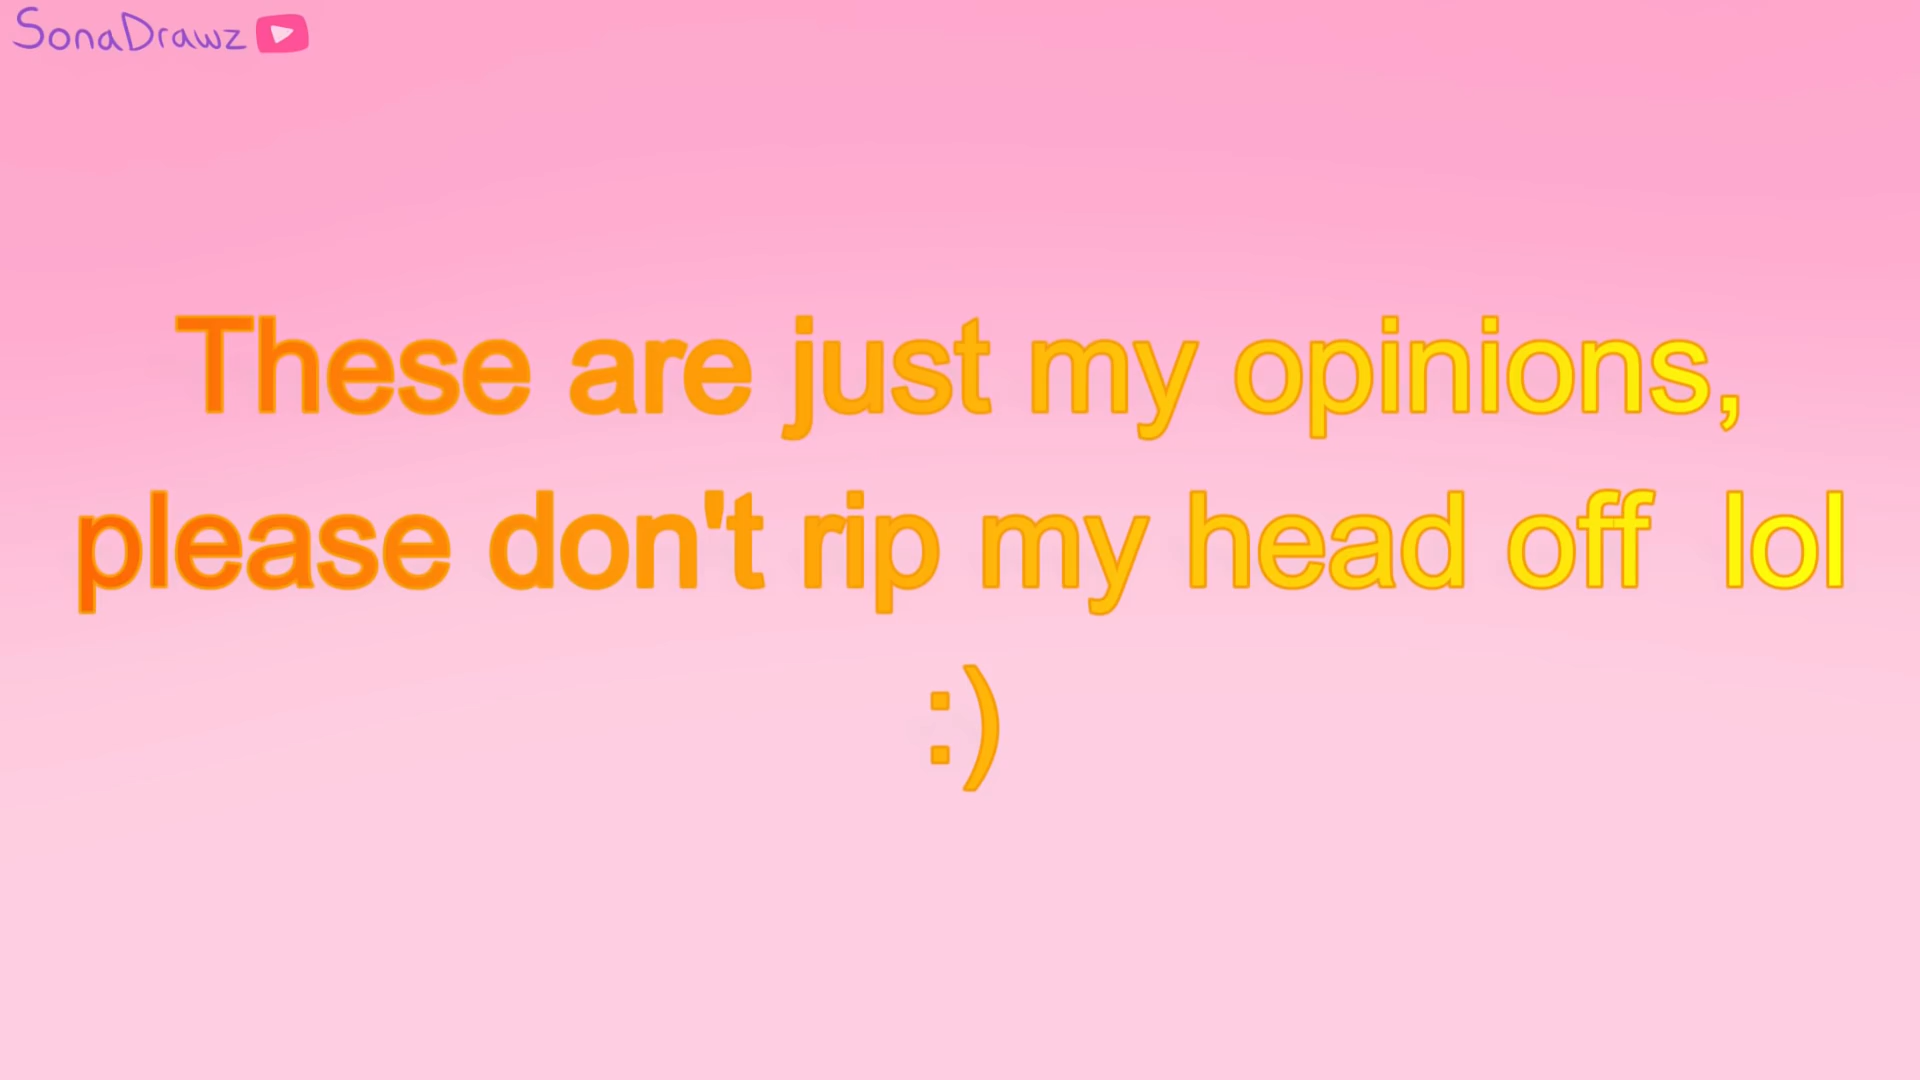 SonaDrawz
These are just my opinions,
please don't rip my head off  lol
:)